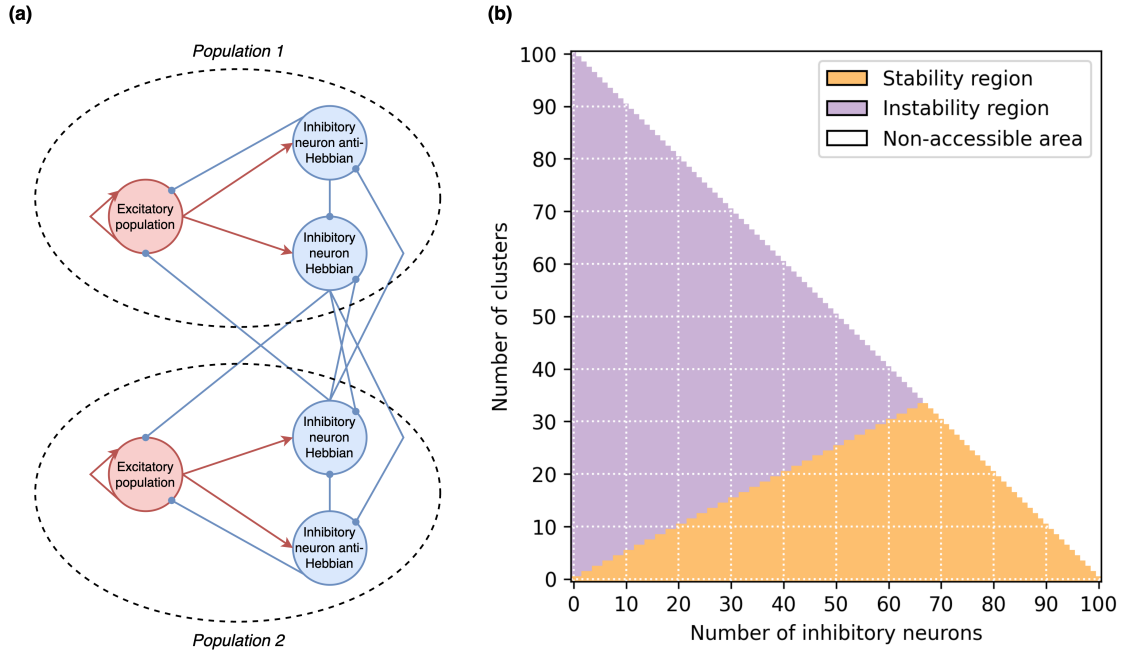 (a)
Population 1
Inhibitory
neuron anti-
Hebbian
Excitatory
population
Inhibitory
neuron
Hebbian
Inhibitory
neuron
Hebbian
Excitatory
population
Inhibitory
neuron anti-
Hebbian
Population 2
(b)
Stability region
Instability region
Non-accessible area
Number of clusters
100
90
80
70
60
50
40
30
20
10
0
0 10 20 30 40 50 60 70 80 90 100
Number of inhibitory neurons